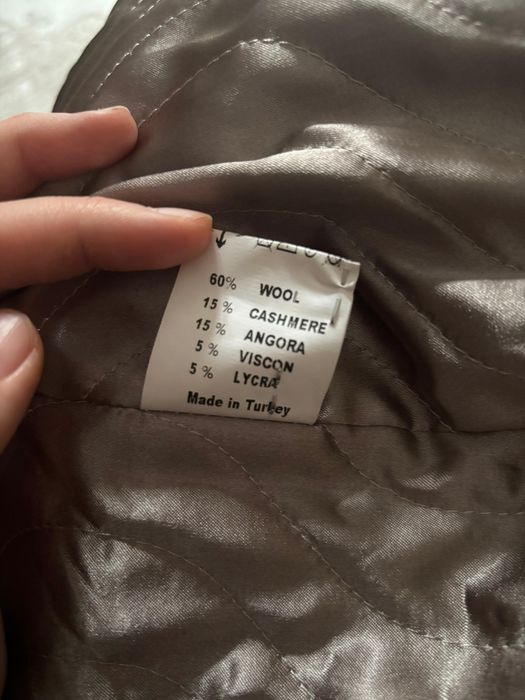 60% WOOL
15 % CASHMERE
15 % ANGORA
5 % VISCON
5 % LYCRA
Made in Turkey